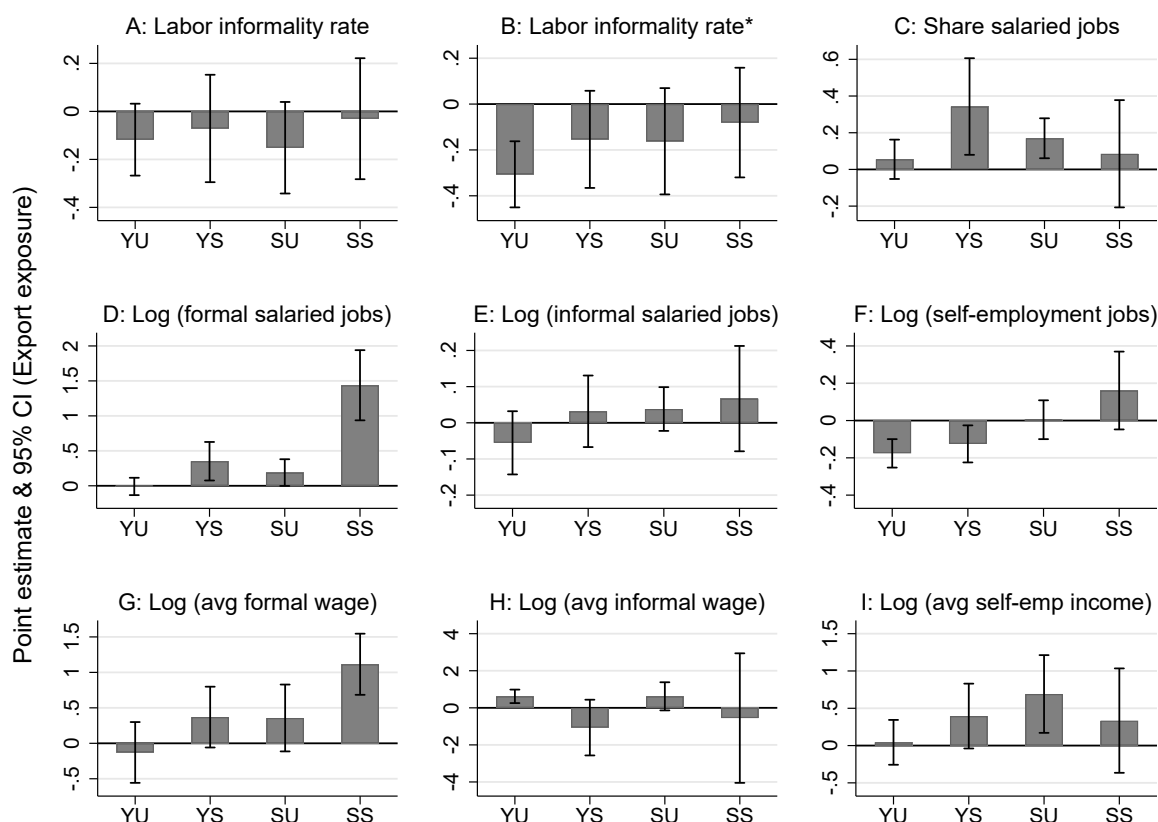 Point estimate & 95% CI (Export exposure)
A: Labor informality rate
.2
0
-.2
-.4
YU YS SU SS
B: Labor informality rate*
.2
0
-.2
-.4
YU YS SU SS
C: Share salaried jobs
.6
.4
.2
0
-.2
YU YS SU SS
D: Log (formal salaried jobs)
2
1.5
1
.5
0
YU YS SU SS
E: Log (informal salaried jobs)
.2
.1
0
-.1
-.2
YU YS SU SS
F: Log (self-employment jobs)
.4
.2
0
-.2
-.4
YU YS SU SS
G: Log (avg formal wage)
1.5
1
.5
0
-.5
YU YS SU SS
H: Log (avg informal wage)
4
2
0
-2
-4
YU YS SU SS
I: Log (avg self-emp income)
1.5
1
.5
0
-.5
YU YS SU SS